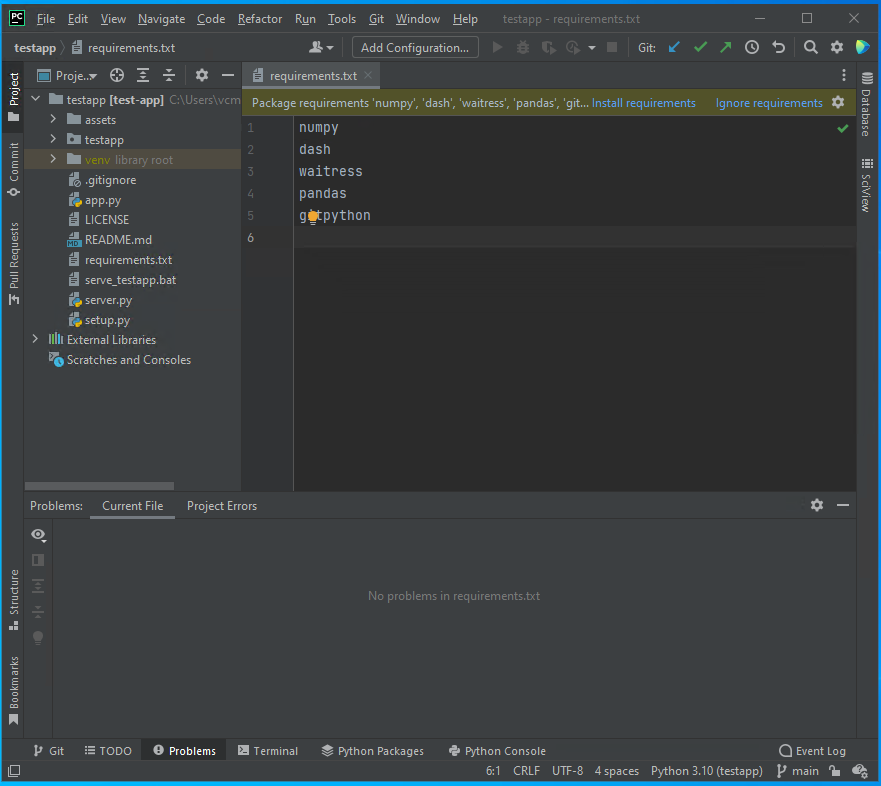 PC File Edit View Navigate Code Refactor Run Tools Git Window Help testapp - requirements.txt
testapp requirements.txt Add Configuration... Git:
Project
Commit
Pull Requests
Structure
Bookmarks
Proje..
testapp [test-app] C:\Users\vcm
assets
testapp
venv library root
.gitignore
app.py
LICENSE
MD README.md
requirements.txt
serve_testapp.bat
server.py
setup.py
External Libraries
Scratches and Consoles
requirements.txt
Package requirements 'numpy', 'dash', 'waitress', 'pandas', 'git... Install requirements Ignore requirements
1 numpy
2 dash
3 waitress
4 pandas
5 gitpython
6
Database
SciView
Problems: Current File Project Errors
No problems in requirements.txt
Git TODO Problems Terminal Python Packages Python Console Event Log
6:1 CRLF UTF-8 4 spaces Python 3.10 (testapp) main